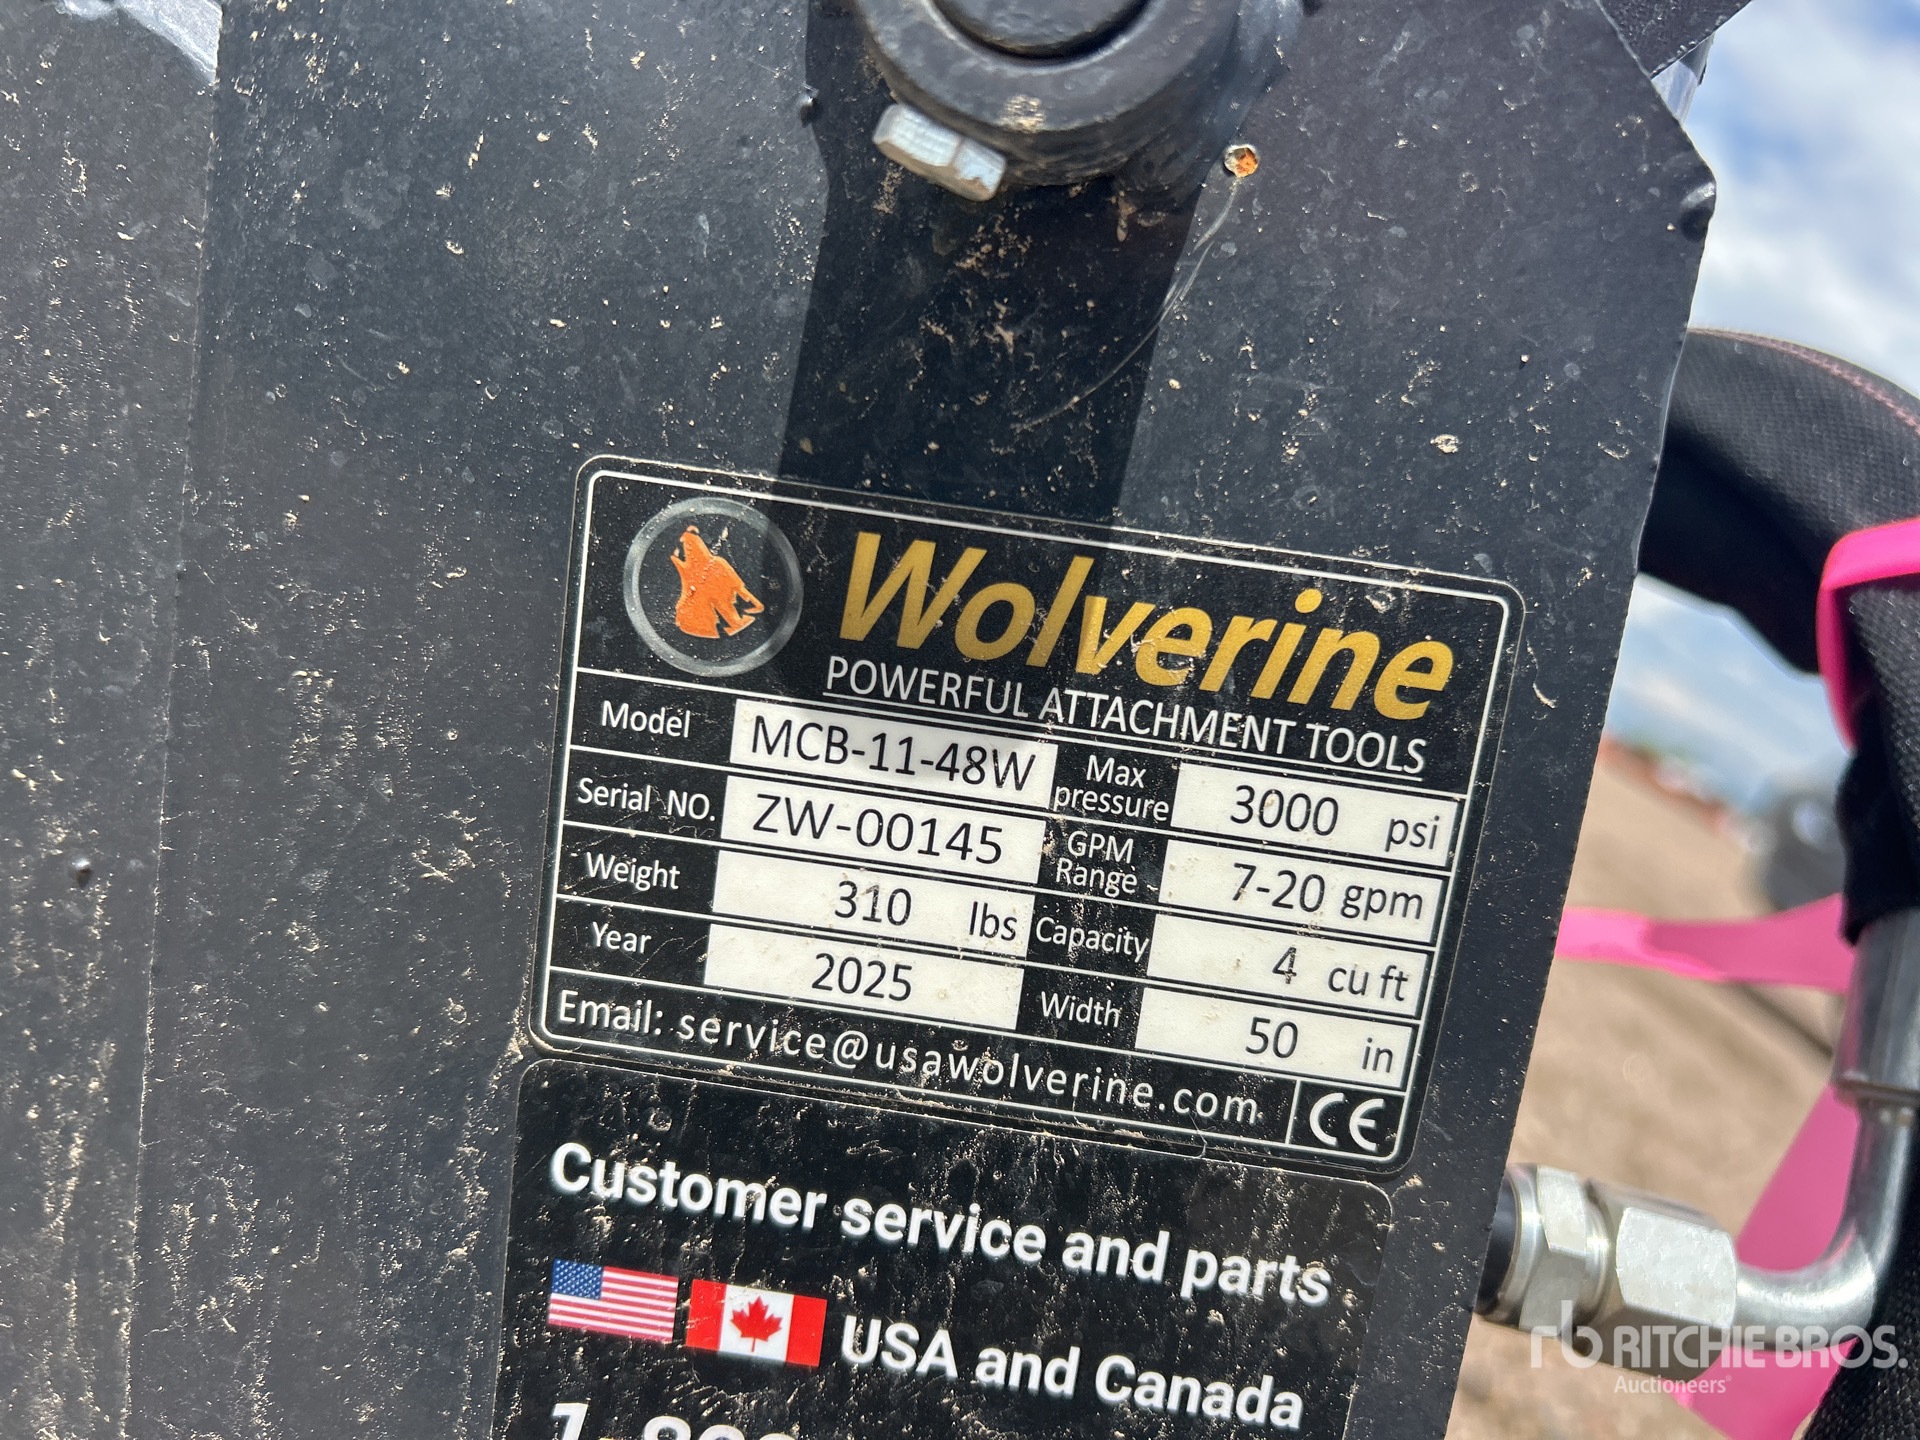 Wolverine
POWERFUL ATTACHMENT TOOLS
Model MCB-11-48W Max pressure 3000 psi
Serial NO. ZW-00145 GPM Range 7-20 gpm
Weight 310 lbs Capacity 4 cu ft
Year 2025 Width 50 in
Email: service@usawolverine.com CE
Customer service and parts
USA and Canada
rb RITCHIE BROS.
Auctioneers